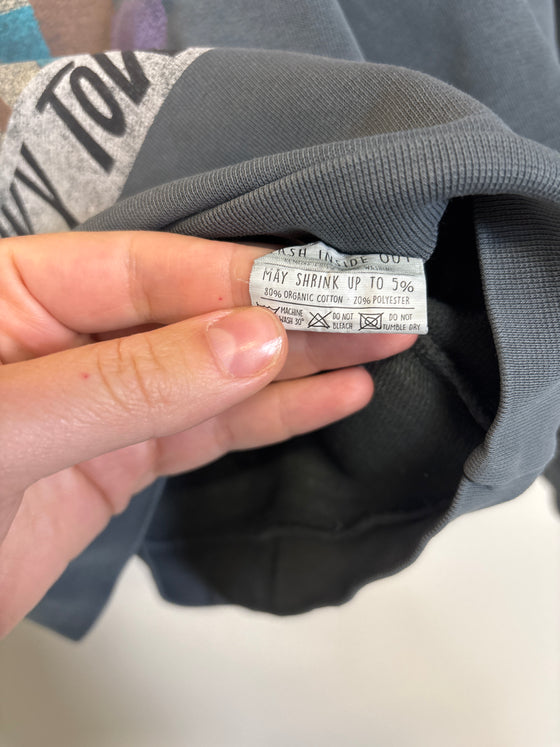 INSIDE OUT
MAY SHRINK UP TO 5%
80% ORGANIC COTTON - 20% POLYESTER
MACHINE WASH 30° DO NOT BLEACH DO NOT TUMBLE DRY